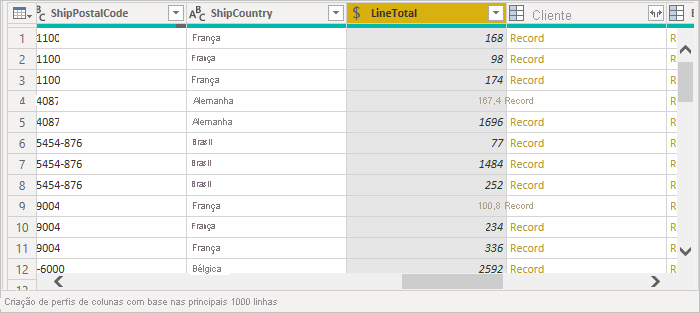 ABC ShipPostalCode ABC ShipCountry $ LineTotal Cliente
1 1100 França 168 Record R
2 1100 França 98 Record R
3 1100 França 174 Record R
4 4087 Alemanha 167,4 Record
5 4087 Alemanha 1696 Record R
6 5454-876 Brasil 77 Record R
7 5454-876 Brasil 1484 Record R
8 5454-876 Brasil 252 Record R
9 9004 França 100,8 Record
10 9004 França 234 Record R
11 9004 França 336 Record R
12 -6000 Bélgica 2592 Record R
Criação de perfis de colunas com base nas principais 1000 linhas